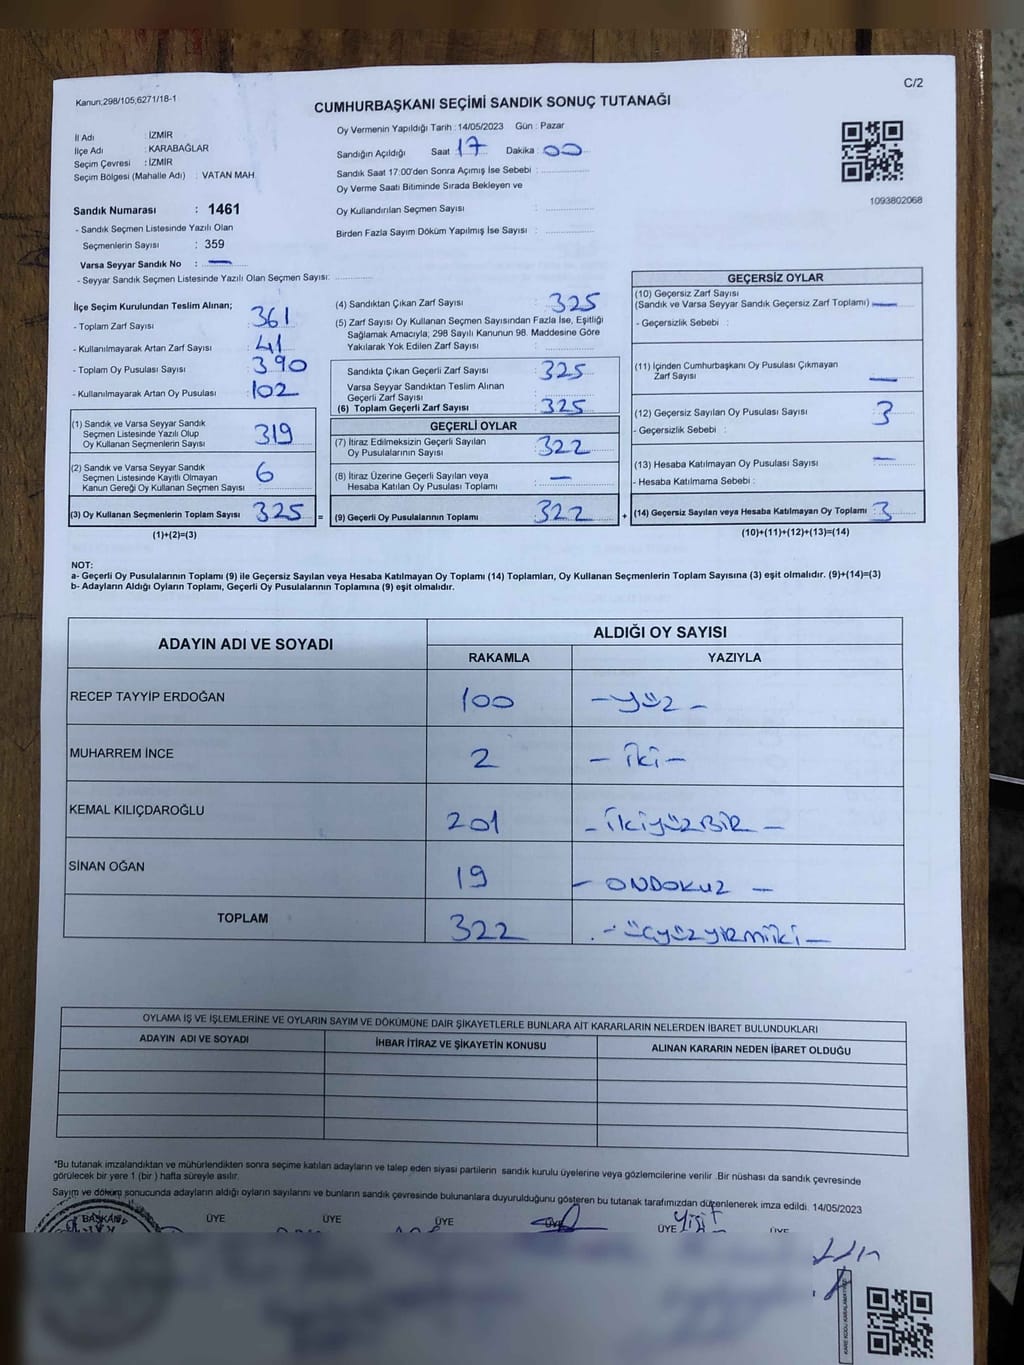 Kanun;298/105;6271/18-1
C/2
CUMHURBAŞKANI SEÇİMİ SANDIK SONUÇ TUTANAĞI
İl Adı : İZMİR
İlçe Adı : KARABAĞLAR
Seçim Çevresi : İZMİR
Seçim Bölgesi (Mahalle Adı) : VATAN MAH
Sandık Numarası : 1461
- Sandık Seçmen Listesinde Yazılı Olan
Seçmenlerin Sayısı : 359
Varsa Seyyar Sandık No : —
- Seyyar Sandık Seçmen Listesinde Yazılı Olan Seçmen Sayısı:
Oy Vermenin Yapıldığı Tarih : 14/05/2023 Gün : Pazar
Sandığın Açıldığı Saat : 17 Dakika : 00
Sandık Saat 17:00'den Sonra Açımış İse Sebebi :
Oy Verme Saati Bitiminde Sırada Bekleyen ve
Oy Kullandırılan Seçmen Sayısı :
Birden Fazla Sayım Döküm Yapılmış İse Sayısı :
1093802068
İlçe Seçim Kurulundan Teslim Alınan;
- Toplam Zarf Sayısı : 361
- Kullanılmayarak Artan Zarf Sayısı : 41
- Toplam Oy Pusulası Sayısı : 390
- Kullanılmayarak Artan Oy Pusulası : 102
(1) Sandık ve Varsa Seyyar Sandık
Seçmen Listesinde Yazılı Olup
Oy Kullanan Seçmenlerin Sayısı 319
(2) Sandık ve Varsa Seyyar Sandık
Seçmen Listesinde Kayıtlı Olmayan
Kanun Gereği Oy Kullanan Seçmen Sayısı 6
(3) Oy Kullanan Seçmenlerin Toplam Sayısı 325 =
(1)+(2)=(3)
(4) Sandıktan Çıkan Zarf Sayısı : 325
(5) Zarf Sayısı Oy Kullanan Seçmen Sayısından Fazla İse, Eşitliği
Sağlamak Amacıyla; 298 Sayılı Kanunun 98. Maddesine Göre
Yakılarak Yok Edilen Zarf Sayısı :
Sandıkta Çıkan Geçerli Zarf Sayısı : 325
Varsa Seyyar Sandıktan Teslim Alınan
Geçerli Zarf Sayısı :
(6) Toplam Geçerli Zarf Sayısı : 325
GEÇERLİ OYLAR
(7) İtiraz Edilmeksizin Geçerli Sayılan
Oy Pusulalarının Sayısı : 322
(8) İtiraz Üzerine Geçerli Sayılan veya
Hesaba Katılan Oy Pusulası Toplamı : —
(9) Geçerli Oy Pusulalarının Toplamı : 322 +
GEÇERSİZ OYLAR
(10) Geçersiz Zarf Sayısı
(Sandık ve Varsa Seyyar Sandık Geçersiz Zarf Toplamı) —
- Geçersizlik Sebebi :
(11) İçinden Cumhurbaşkanı Oy Pusulası Çıkmayan
Zarf Sayısı : —
(12) Geçersiz Sayılan Oy Pusulası Sayısı : 3
- Geçersizlik Sebebi :
(13) Hesaba Katılmayan Oy Pusulası Sayısı : —
- Hesaba Katılmama Sebebi :
(14) Geçersiz Sayılan veya Hesaba Katılmayan Oy Toplamı : 3
(10)+(11)+(12)+(13)=(14)
NOT:
a- Geçerli Oy Pusulalarının Toplamı (9) ile Geçersiz Sayılan veya Hesaba Katılmayan Oy Toplamı (14) Toplamları, Oy Kullanan Seçmenlerin Toplam Sayısına (3) eşit olmalıdır. (9)+(14)=(3)
b- Adayların Aldığı Oyların Toplamı, Geçerli Oy Pusulalarının Toplamına (9) eşit olmalıdır.
ADAYIN ADI VE SOYADI ALDIĞI OY SAYISI
RAKAMLA YAZIYLA
RECEP TAYYİP ERDOĞAN 100 - yüz -
MUHARREM İNCE 2 - iki -
KEMAL KILIÇDAROĞLU 201 - ikiyüzBİR -
SİNAN OĞAN 19 - ONDOKUZ -
TOPLAM 322 - üçyüzyirmiiki -
OYLAMA İŞ VE İŞLEMLERİNE VE OYLARIN SAYIM VE DÖKÜMÜNE DAİR ŞİKAYETLERLE BUNLARA AİT KARARLARIN NELERDEN İBARET BULUNDUKLARI
ADAYIN ADI VE SOYADI İHBAR İTİRAZ VE ŞİKAYETİN KONUSU ALINAN KARARIN NEDEN İBARET OLDUĞU
*Bu tutanak imzalandıktan ve mühürlendikten sonra seçime katılan adayların ve talep eden siyasi partilerin sandık kurulu üyelerine veya gözlemcilerine verilir .Bir nüshası da sandık çevresinde
görülecek bir yere 1 (bir ) hafta süreyle asılır.
Sayım ve döküm sonucunda adayların aldığı oyların sayılarını ve bunların sandık çevresinde bulunanlara duyurulduğunu gösteren bu tutanak tarafımızdan düzenlenerek imza edildi. 14/05/2023
BAŞKAN ÜYE ÜYE ÜYE ÜYE ÜYE ÜYE
Yiğit